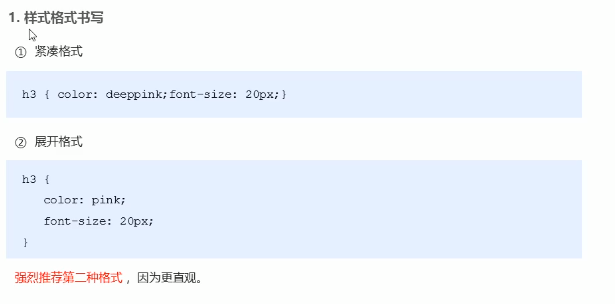 1. 样式格式书写
① 紧凑格式
h3 { color: deeppink;font-size: 20px;}
② 展开格式
h3 {
color: pink;
font-size: 20px;
}
强烈推荐第二种格式，因为更直观。